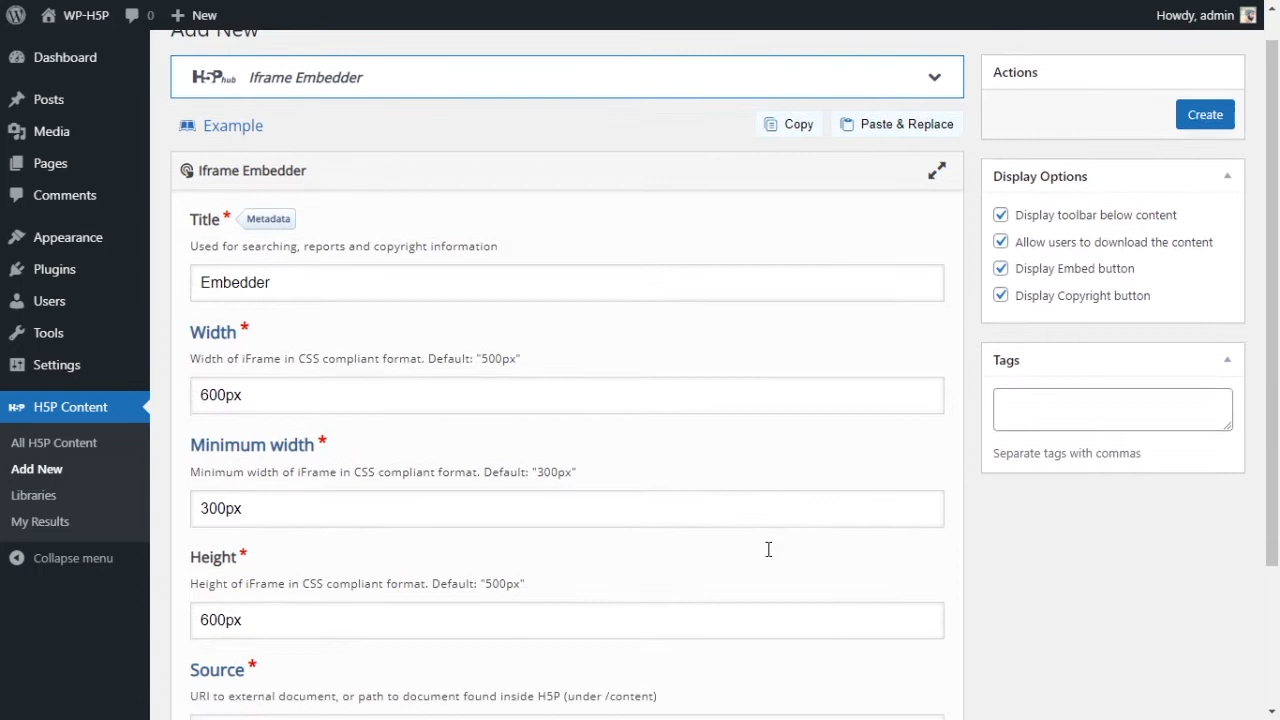 WP-H5P
0
New
Howdy, admin
Dashboard
Posts
Media
Pages
Comments
Appearance
Plugins
Users
Tools
Settings
H5P Content
All H5P Content
Add New
Libraries
My Results
Collapse menu
Add New
H5P hub Iframe Embedder
Example
Copy
Paste & Replace
Iframe Embedder
Title * Metadata
Used for searching, reports and copyright information
Embedder
Width *
Width of iFrame in CSS compliant format. Default: "500px"
600px
Minimum width *
Minimum width of iFrame in CSS compliant format. Default: "300px"
300px
Height *
Height of iFrame in CSS compliant format. Default: "500px"
600px
Source *
URI to external document, or path to document found inside H5P (under /content)
Actions
Create
Display Options
Display toolbar below content
Allow users to download the content
Display Embed button
Display Copyright button
Tags
Separate tags with commas